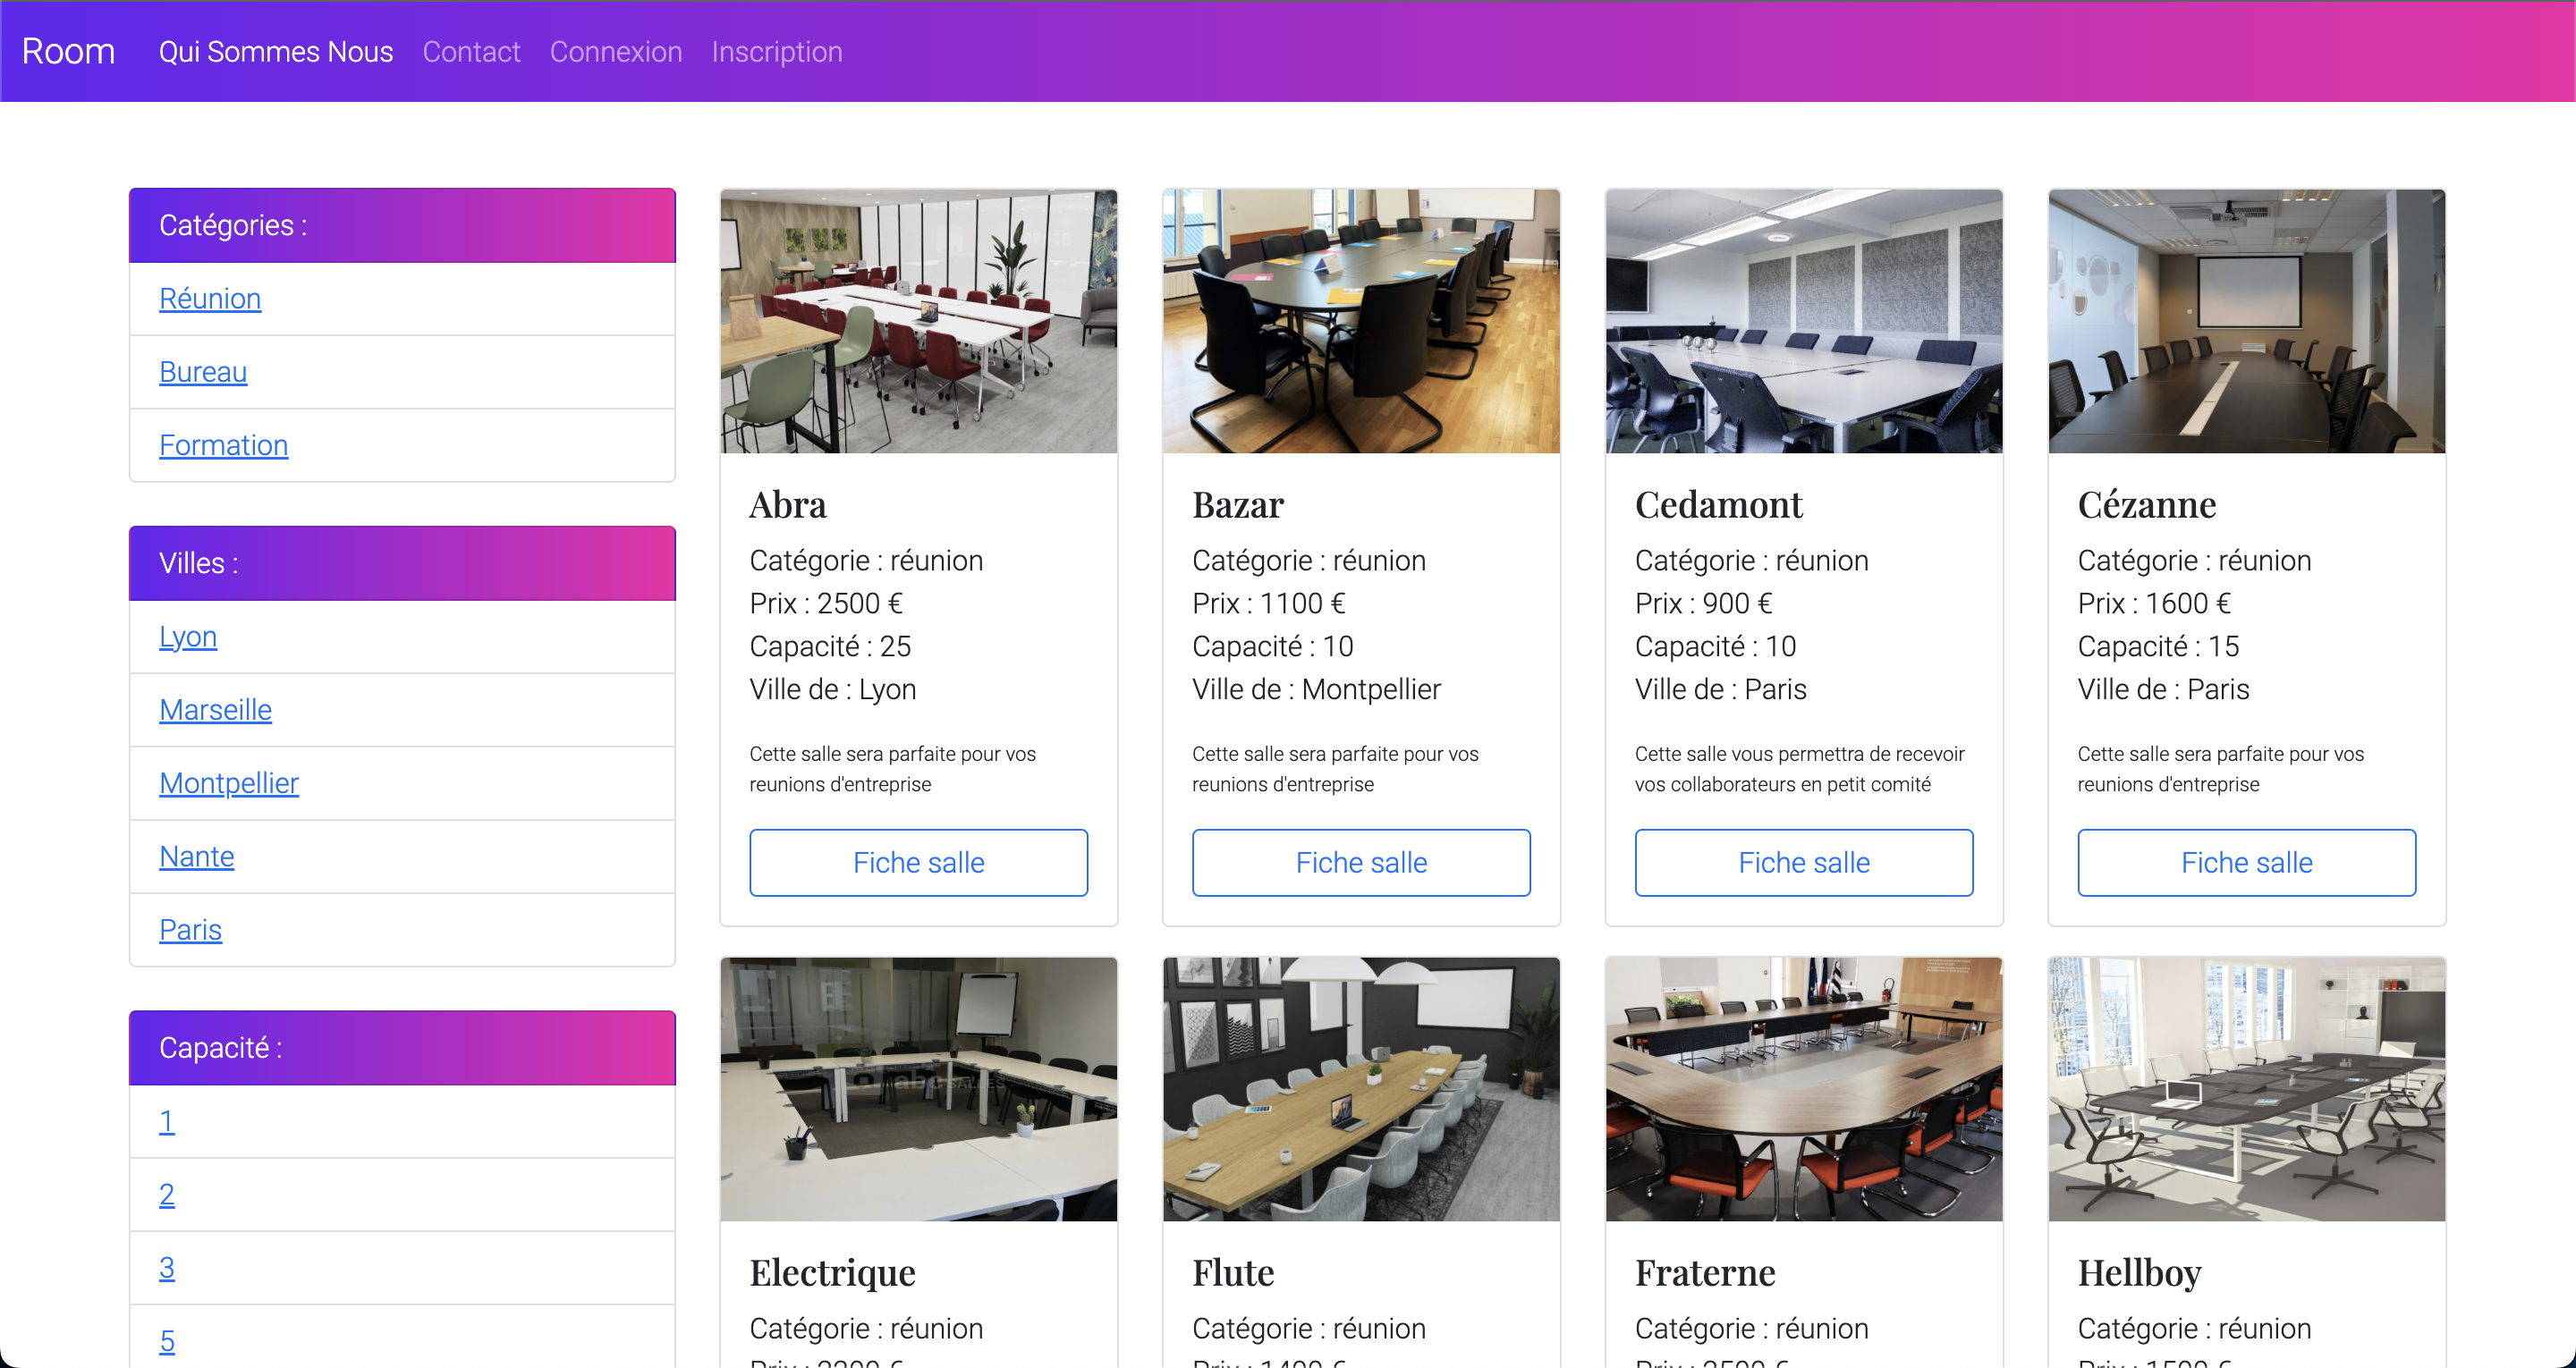 Room Qui Sommes Nous Contact Connexion Inscription
Catégories :
Réunion
Bureau
Formation
Villes :
Lyon
Marseille
Montpellier
Nante
Paris
Capacité :
1
2
3
5
Abra
Catégorie : réunion
Prix : 2500 €
Capacité : 25
Ville de : Lyon
Cette salle sera parfaite pour vos
reunions d'entreprise
Fiche salle
Bazar
Catégorie : réunion
Prix : 1100 €
Capacité : 10
Ville de : Montpellier
Cette salle sera parfaite pour vos
reunions d'entreprise
Fiche salle
Cedamont
Catégorie : réunion
Prix : 900 €
Capacité : 10
Ville de : Paris
Cette salle vous permettra de recevoir
vos collaborateurs en petit comité
Fiche salle
Cézanne
Catégorie : réunion
Prix : 1600 €
Capacité : 15
Ville de : Paris
Cette salle sera parfaite pour vos
reunions d'entreprise
Fiche salle
Electrique
Catégorie : réunion
Flute
Catégorie : réunion
Fraterne
Catégorie : réunion
Hellboy
Catégorie : réunion